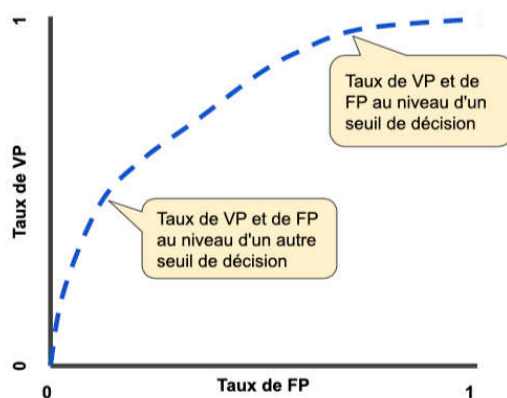 1
Taux de VP
Taux de VP et de
FP au niveau d'un
seuil de décision
Taux de VP et de FP
au niveau d'un autre
seuil de décision
0
0
Taux de FP
1